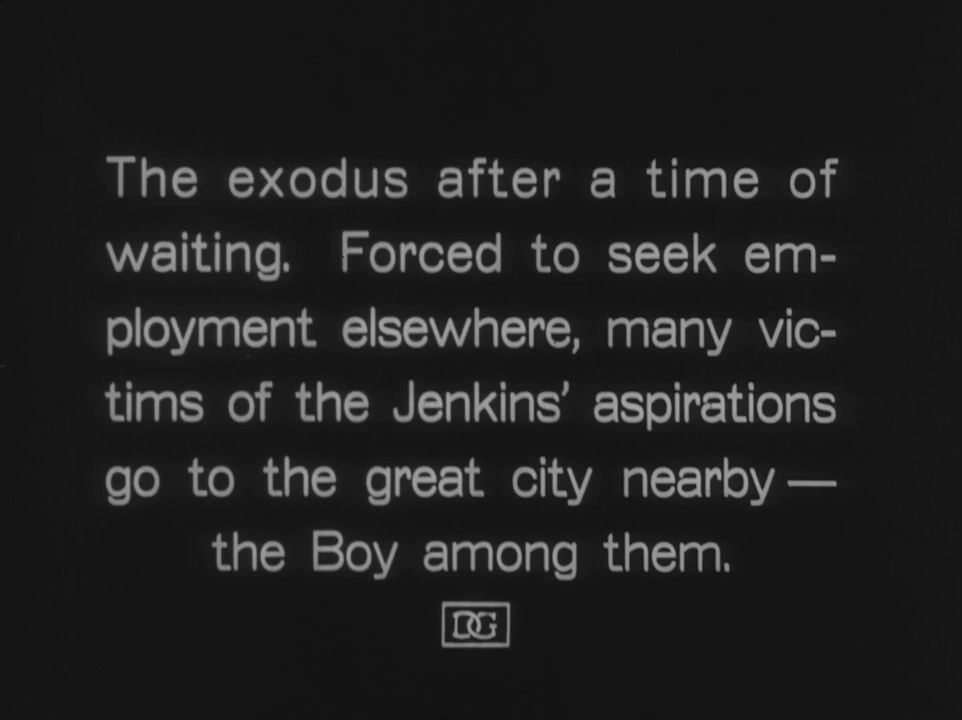 The exodus after a time of
waiting. Forced to seek em-
ployment elsewhere, many vic-
tims of the Jenkins' aspirations
go to the great city nearby —
the Boy among them.
DG